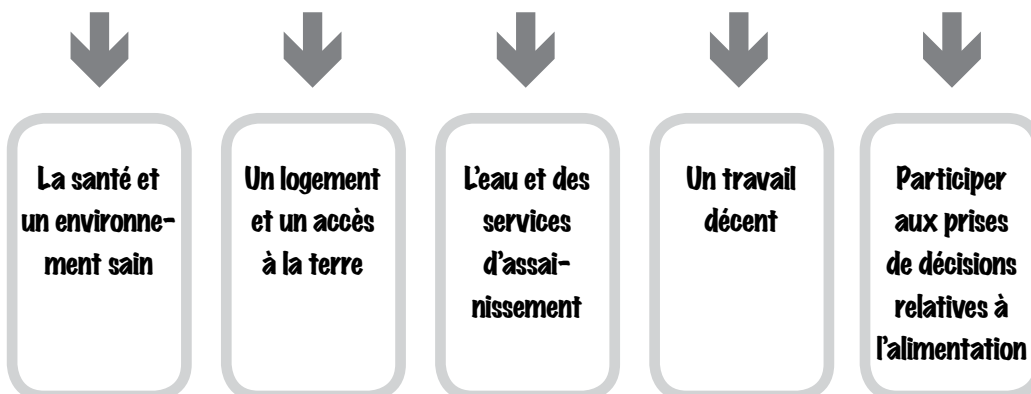 La santé et
un environne-
ment sain
Un logement
et un accès
à la terre
L'eau et des
services
d'assai-
nissement
Un travail
décent
Participer
aux prises
de décisions
relatives à
l'alimentation